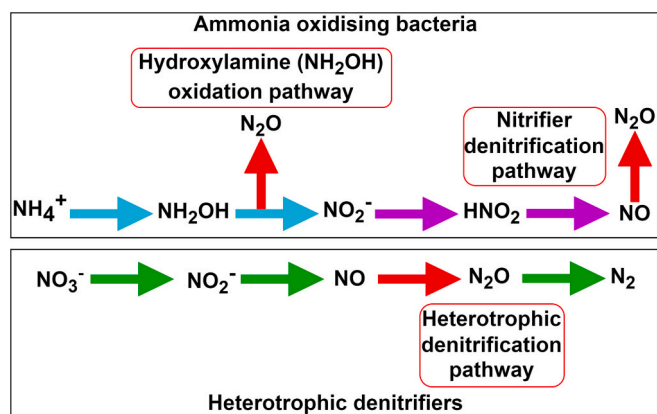 Ammonia oxidising bacteria
Hydroxylamine (NH₂OH)
oxidation pathway
N₂O
Nitrifier
denitrification
pathway
N₂O
NH₄⁺ NH₂OH NO₂⁻ HNO₂ NO
NO₃⁻ NO₂⁻ NO N₂O N₂
Heterotrophic
denitrification
pathway
Heterotrophic denitrifiers